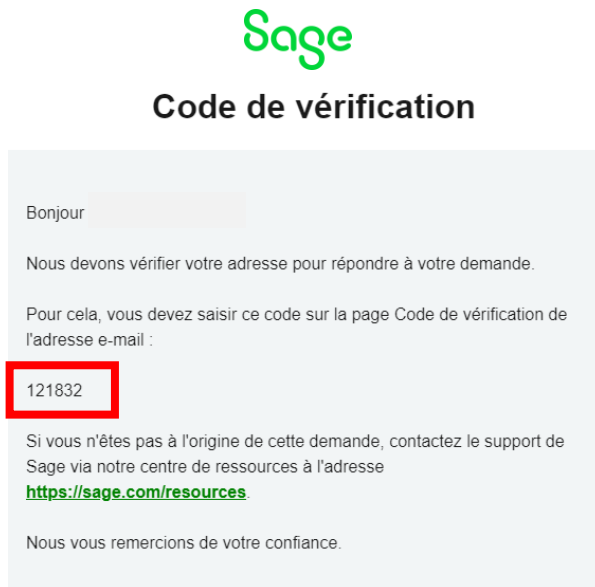 Sage
Code de vérification
Bonjour
Nous devons vérifier votre adresse pour répondre à votre demande.
Pour cela, vous devez saisir ce code sur la page Code de vérification de
l'adresse e-mail :
121832
Si vous n'êtes pas à l'origine de cette demande, contactez le support de
Sage via notre centre de ressources à l'adresse
https://sage.com/resources.
Nous vous remercions de votre confiance.